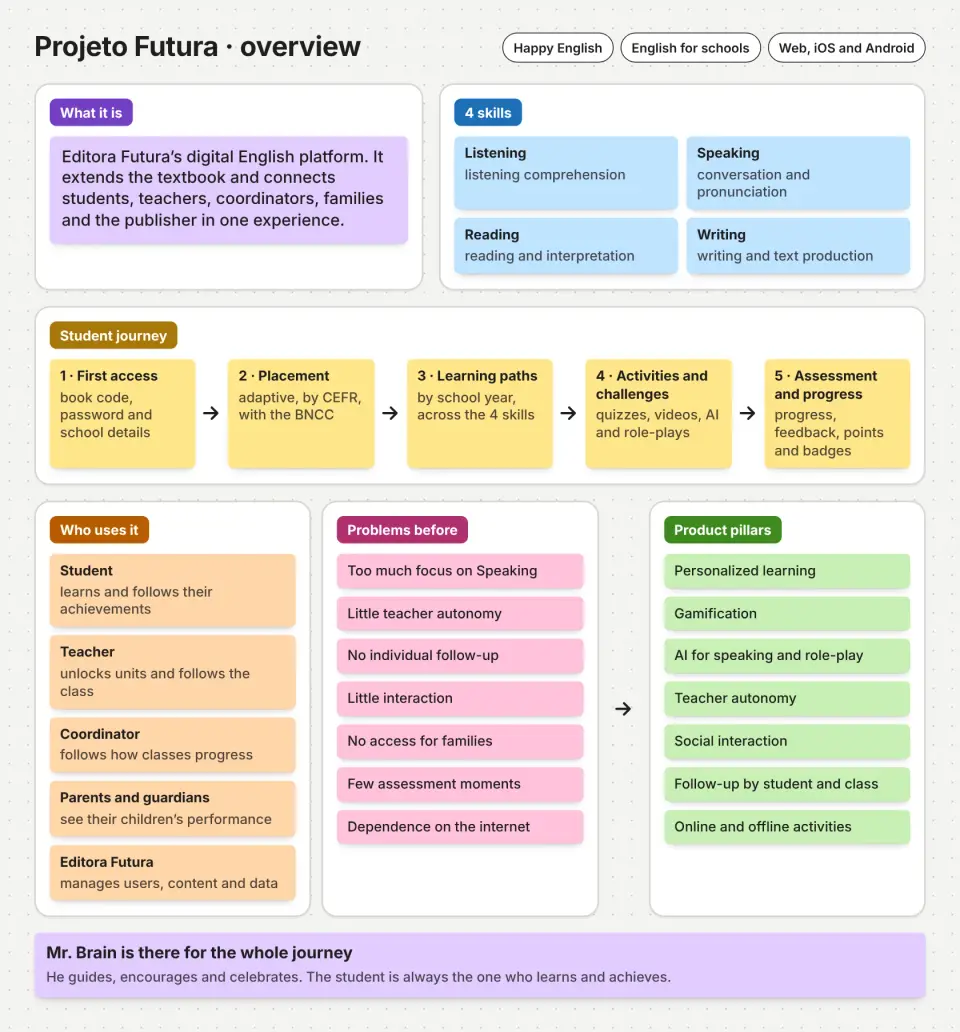 Projeto Futura · overview
Happy English
English for schools
Web, iOS and Android
What it is
Editora Futura’s digital English platform. It
extends the textbook and connects
students, teachers, coordinators, families
and the publisher in one experience.
4 skills
Listening
listening comprehension
Speaking
conversation and
pronunciation
Reading
reading and interpretation
Writing
writing and text production
Student journey
1 · First access
book code,
password and
school details
→
2 · Placement
adaptive, by CEFR,
with the BNCC
→
3 · Learning paths
by school year,
across the 4 skills
→
4 · Activities and
challenges
quizzes, videos, AI
and role-plays
→
5 · Assessment
and progress
progress,
feedback, points
and badges
Who uses it
Student
learns and follows their
achievements
Teacher
unlocks units and follows the
class
Coordinator
follows how classes progress
Parents and guardians
see their children’s performance
Editora Futura
manages users, content and data
Problems before
Too much focus on Speaking
Little teacher autonomy
No individual follow-up
Little interaction
No access for families
Few assessment moments
Dependence on the internet
→
Product pillars
Personalized learning
Gamification
AI for speaking and role-play
Teacher autonomy
Social interaction
Follow-up by student and class
Online and offline activities
Mr. Brain is there for the whole journey
He guides, encourages and celebrates. The student is always the one who learns and achieves.